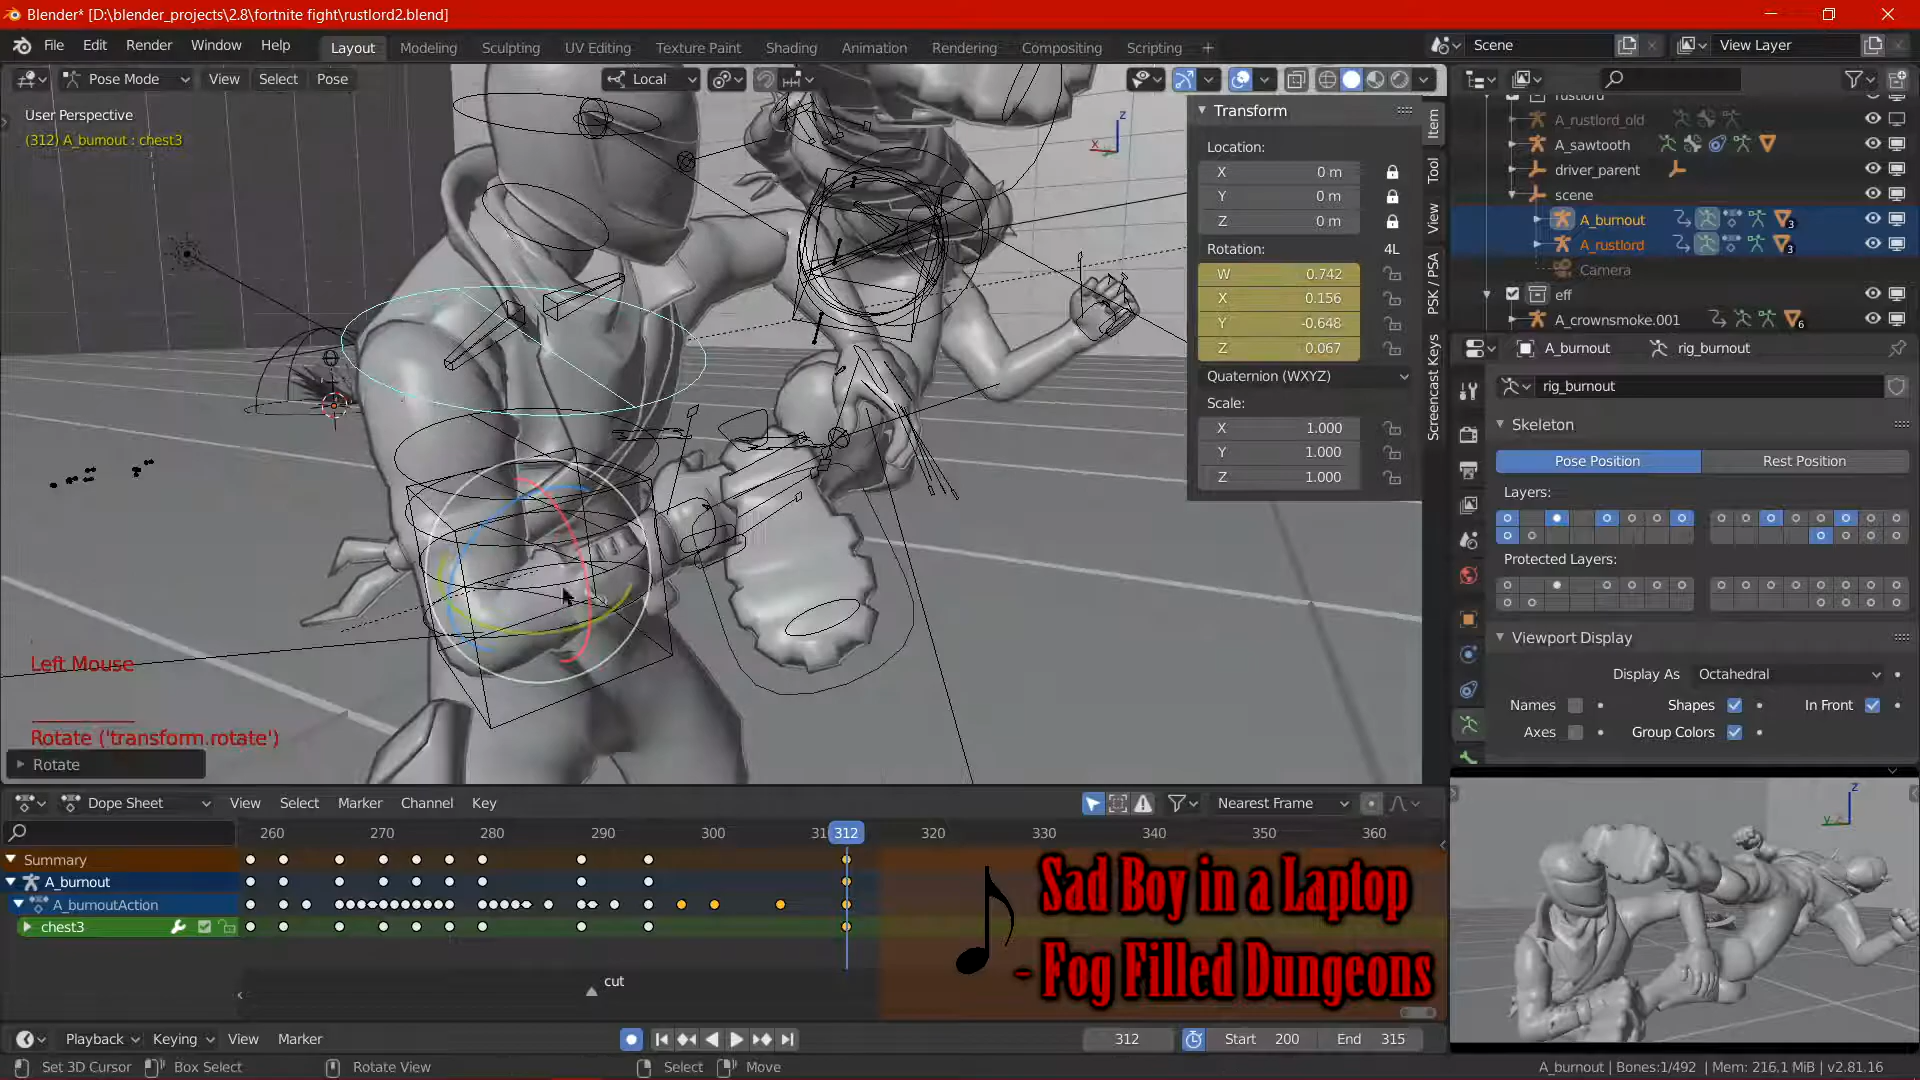 Blender* [D:\blender_projects\2.8\fortnite fight\rustlord2.blend]
File Edit Render Window Help Layout Modeling Sculpting UV Editing Texture Paint Shading Animation Rendering Compositing Scripting + Scene View Layer
Pose Mode View Select Pose Local
User Perspective
(312) A_burnout : chest3
Transform
Location:
X 0 m
Y 0 m
Z 0 m
Rotation: 4L
W 0.742
X 0.156
Y -0.648
Z 0.067
Quaternion (WXYZ)
Scale:
X 1.000
Y 1.000
Z 1.000
Item
Tool
View
PSK / PSA
Screencast Keys
rustlord
A_rustlord_old
A_sawtooth
driver_parent
scene
A_burnout 3
A_rustlord 3
Camera
eff
A_crownsmoke.001 6
A_burnout rig_burnout
rig_burnout
Skeleton
Pose Position Rest Position
Layers:
Protected Layers:
Viewport Display
Display As Octahedral
Names Shapes In Front
Axes Group Colors
Left Mouse
Rotate ('transform.rotate')
Rotate
Dope Sheet View Select Marker Channel Key Nearest Frame
260 270 280 290 300 31 312 320 330 340 350 360
Summary
A_burnout
A_burnoutAction
chest3
cut
Sad Boy in a Laptop
- Fog Filled Dungeons
Playback Keying View Marker 312 Start 200 End 315
Set 3D Cursor Box Select Rotate View Select Move A_burnout | Bones:1/492 | Mem: 216.1 MiB | v2.81.16